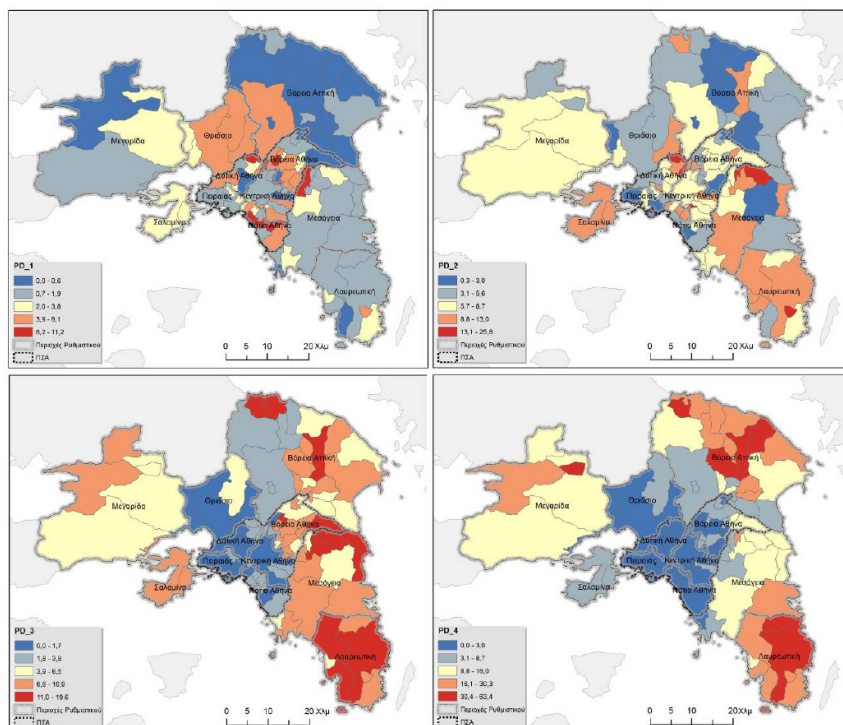 Βόρεια Αττική
Θριάσιο
Μεγαρίδα
Βόρεια Αθήνα
Δυτική Αθήνα
Πειραιάς
Κεντρική Αθήνα
Σαλαμίνα
Νότια Αθήνα
Μεσόγεια
Λαυρεωτική
PD_1
0,0 - 0,6
0,7 - 1,9
2,0 - 3,8
3,9 - 6,1
6,2 - 11,2
Περιοχές Ρυθμιστικού
ΠΣΑ
0 5 10 20 Χλμ
Βόρεια Αττική
Θριάσιο
Μεγαρίδα
Βόρεια Αθήνα
Δυτική Αθήνα
Πειραιάς
Κεντρική Αθήνα
Σαλαμίνα
Νότια Αθήνα
Μεσόγεια
Λαυρεωτική
PD_2
0,3 - 3,0
3,1 - 5,6
5,7 - 8,7
8,8 - 13,0
13,1 - 25,6
Περιοχές Ρυθμιστικού
ΠΣΑ
0 5 10 20 Χλμ
Βόρεια Αττική
Θριάσιο
Μεγαρίδα
Βόρεια Αθήνα
Δυτική Αθήνα
Πειραιάς
Κεντρική Αθήνα
Σαλαμίνα
Νότια Αθήνα
Μεσόγεια
Λαυρεωτική
PD_3
0,0 - 1,7
1,8 - 3,8
3,9 - 6,5
6,6 - 10,9
11,0 - 19,6
Περιοχές Ρυθμιστικού
ΠΣΑ
0 5 10 20 Χλμ
Βόρεια Αττική
Θριάσιο
Μεγαρίδα
Βόρεια Αθήνα
Δυτική Αθήνα
Πειραιάς
Κεντρική Αθήνα
Σαλαμίνα
Νότια Αθήνα
Μεσόγεια
Λαυρεωτική
PD_4
0,0 - 3,0
3,1 - 8,7
8,8 - 18,0
18,1 - 30,3
30,4 - 63,4
Περιοχές Ρυθμιστικού
ΠΣΑ
0 5 10 20 Χλμ